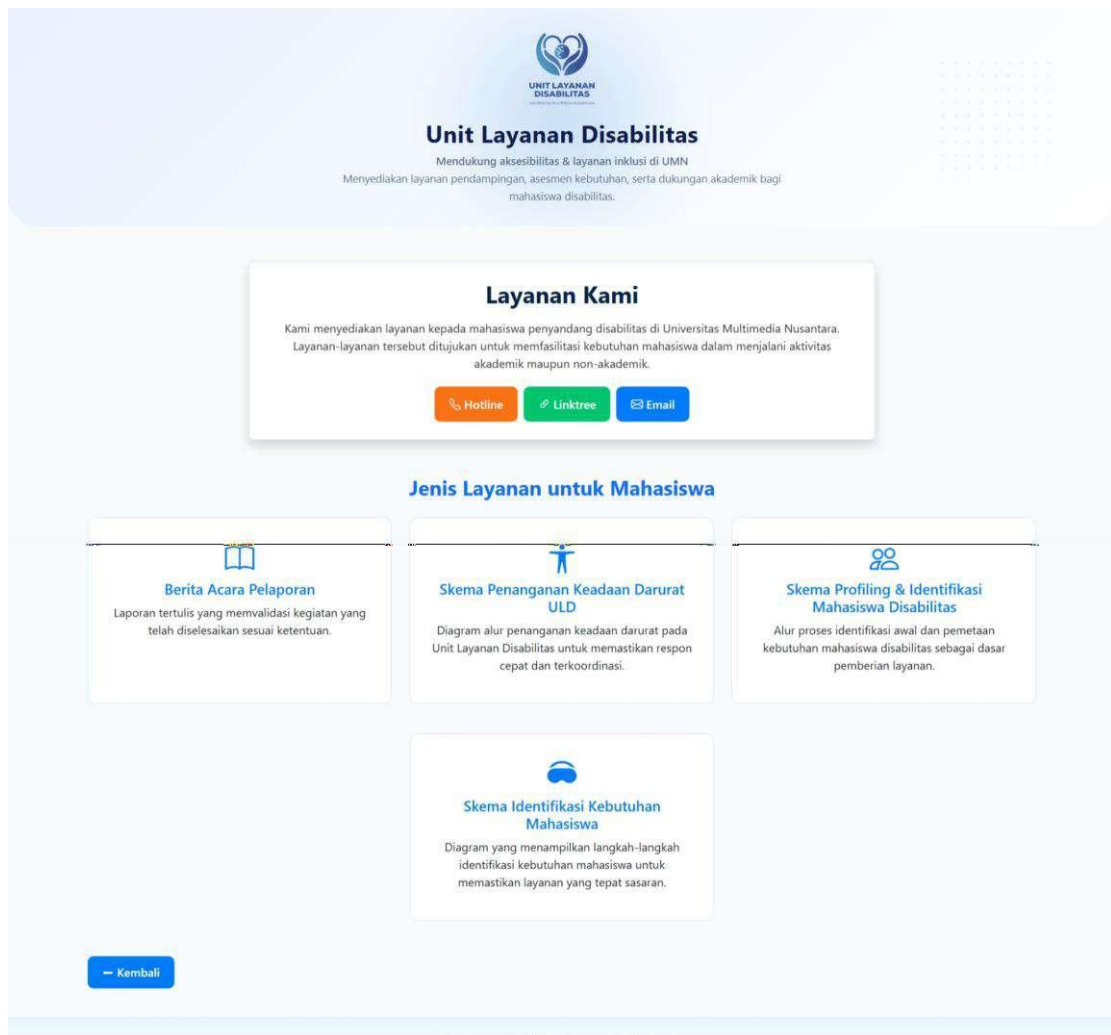 UNIT LAYANAN
DISABILITAS
Unit Layanan Disabilitas
Mendukung aksesibilitas & layanan inklusi di UMN
Menyediakan layanan pendampingan, asesmen kebutuhan, serta dukungan akademik bagi
mahasiswa disabilitas.
Layanan Kami
Kami menyediakan layanan kepada mahasiswa penyandang disabilitas di Universitas Multimedia Nusantara.
Layanan-layanan tersebut ditujukan untuk memfasilitasi kebutuhan mahasiswa dalam menjalani aktivitas
akademik maupun non-akademik.
Hotline
Linktree
Email
Jenis Layanan untuk Mahasiswa
Berita Acara Pelaporan
Laporan tertulis yang memvalidasi kegiatan yang
telah diselesaikan sesuai ketentuan.
Skema Penanganan Keadaan Darurat
ULD
Diagram alur penanganan keadaan darurat pada
Unit Layanan Disabilitas untuk memastikan respon
cepat dan terkoordinasi.
Skema Profiling & Identifikasi
Mahasiswa Disabilitas
Alur proses identifikasi awal dan pemetaan
kebutuhan mahasiswa disabilitas sebagai dasar
pemberian layanan.
Skema Identifikasi Kebutuhan
Mahasiswa
Diagram yang menampilkan langkah-langkah
identifikasi kebutuhan mahasiswa untuk
memastikan layanan yang tepat sasaran.
← Kembali